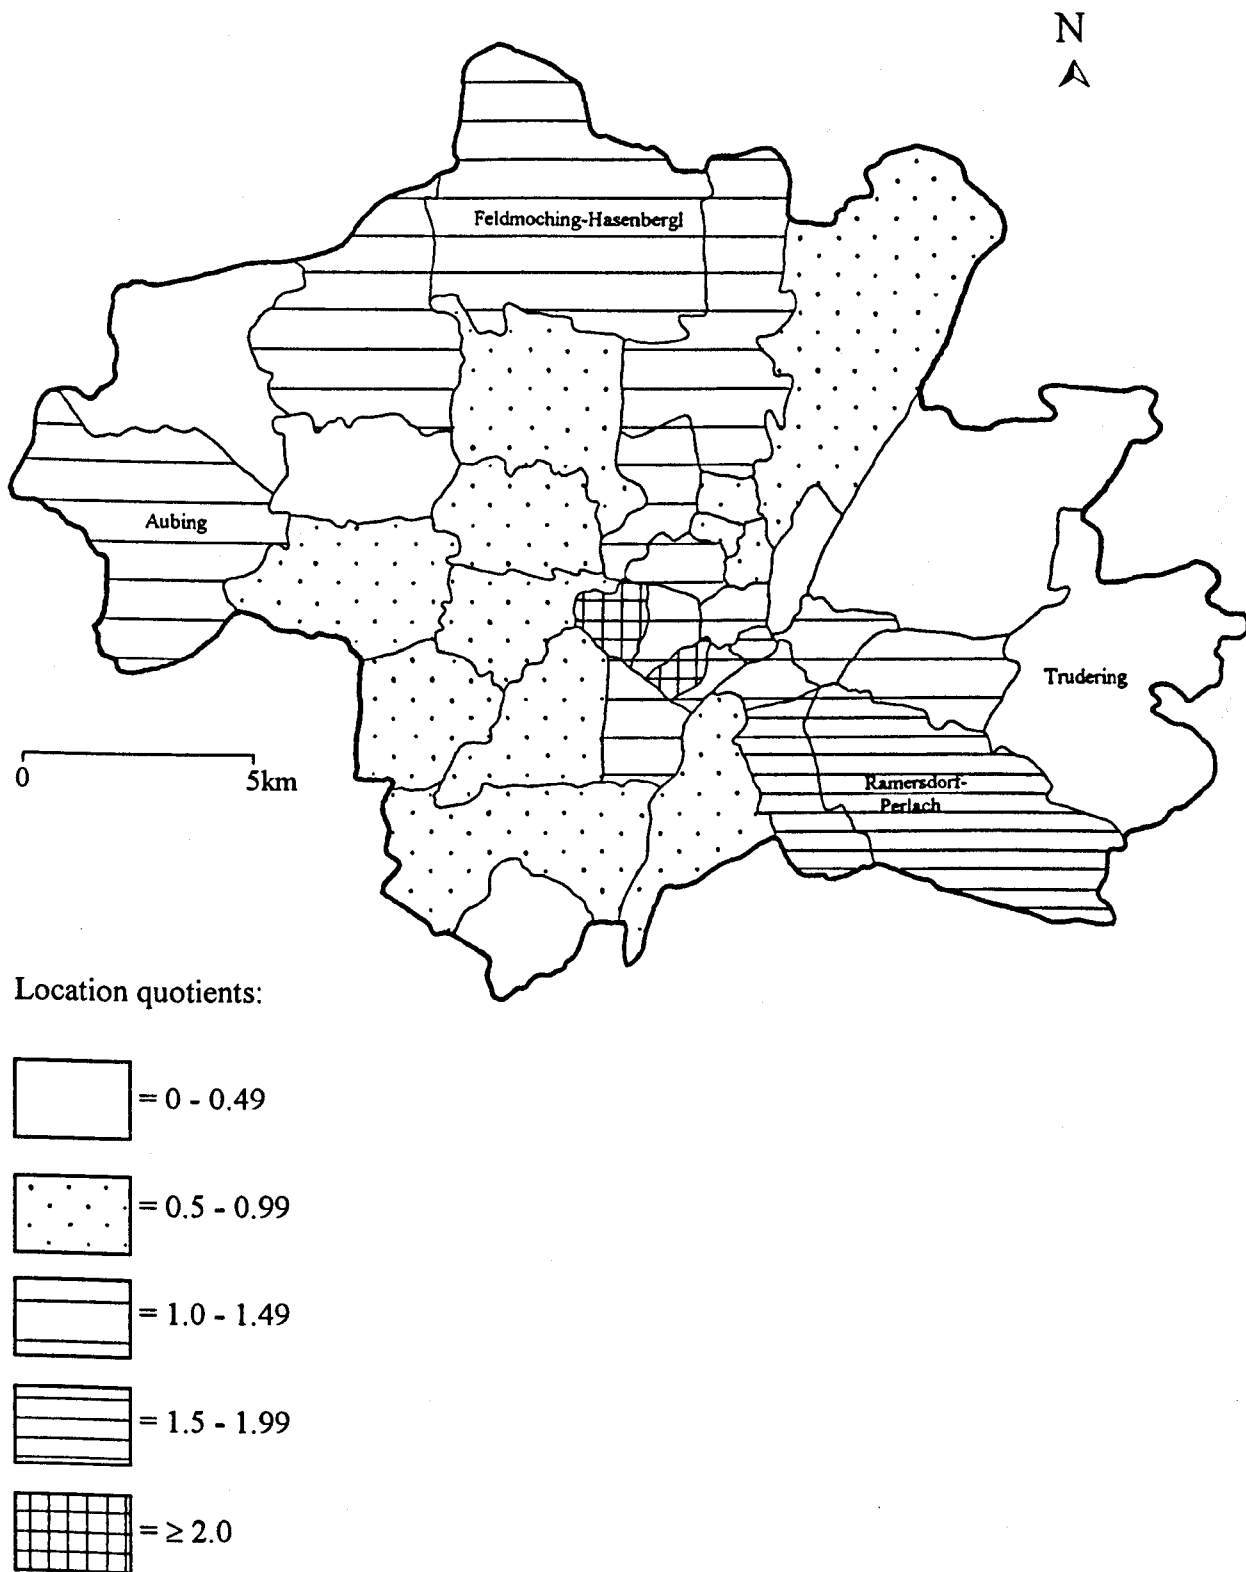 N
Feldmoching-Hasenbergl
Aubing
Trudering
Ramersdorf-
Perlach
0 5km
Location quotients:
= 0 - 0.49
= 0.5 - 0.99
= 1.0 - 1.49
= 1.5 - 1.99
= ≥ 2.0